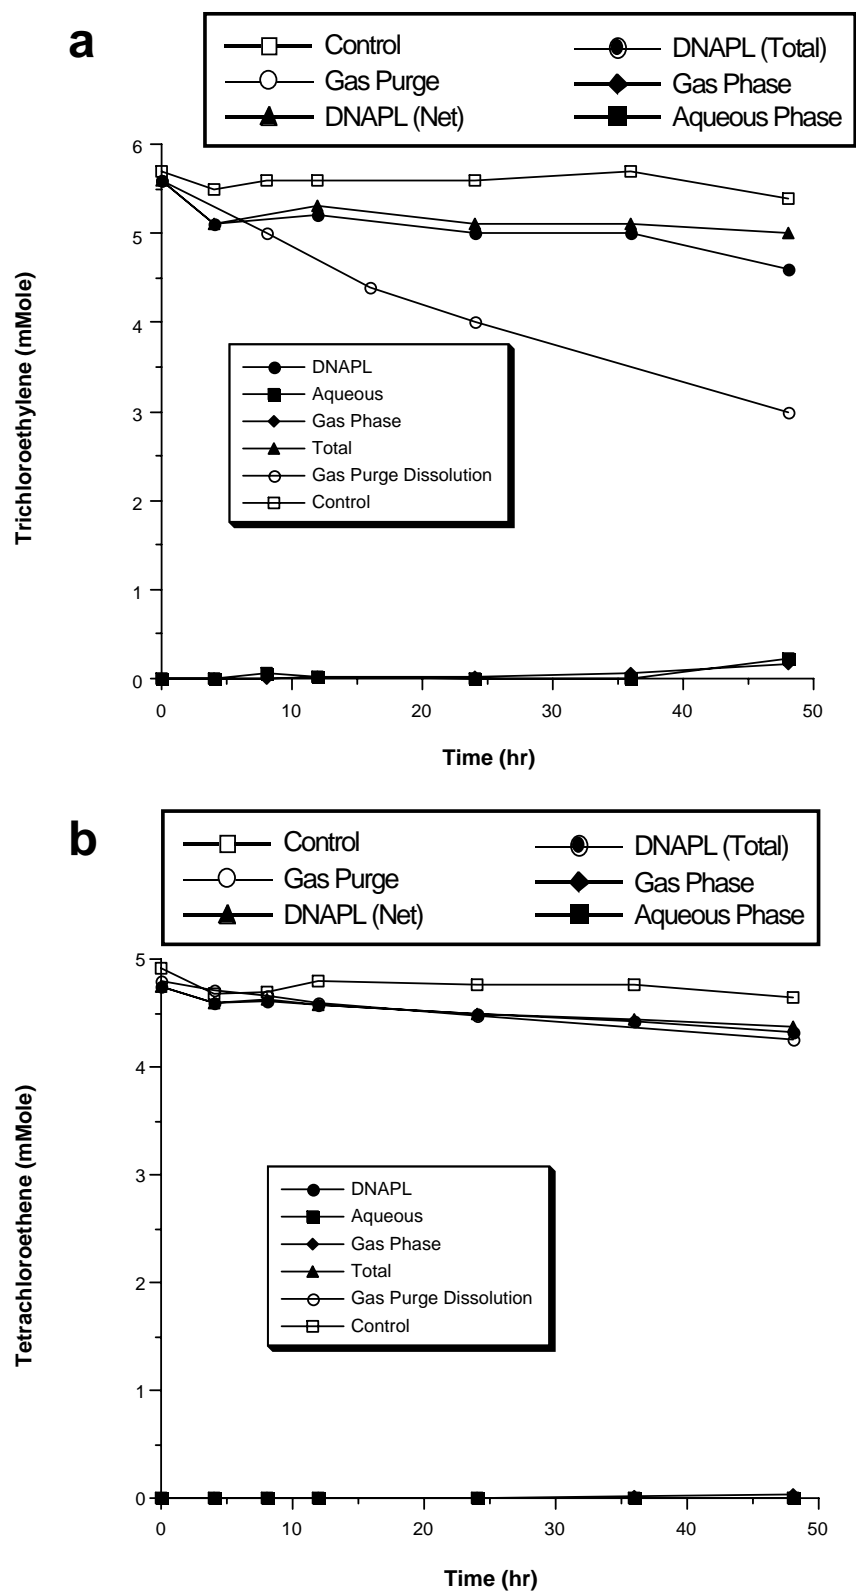 a
Control
Gas Purge
DNAPL (Net)
DNAPL (Total)
Gas Phase
Aqueous Phase
6
5
4
3
2
1
0
Trichloroethylene (mMole)
DNAPL
Aqueous
Gas Phase
Total
Gas Purge Dissolution
Control
0 10 20 30 40 50
Time (hr)
b
Control
Gas Purge
DNAPL (Net)
DNAPL (Total)
Gas Phase
Aqueous Phase
5
4
3
2
1
0
Tetrachloroethene (mMole)
DNAPL
Aqueous
Gas Phase
Total
Gas Purge Dissolution
Control
0 10 20 30 40 50
Time (hr)